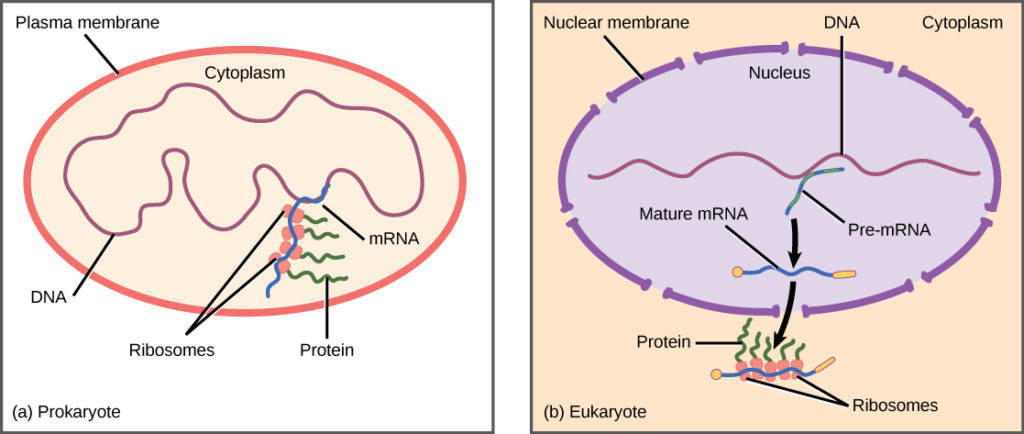 Plasma membrane
Cytoplasm
mRNA
DNA
Ribosomes
Protein
(a) Prokaryote
Nuclear membrane
DNA
Cytoplasm
Nucleus
Mature mRNA
Pre-mRNA
Protein
Ribosomes
(b) Eukaryote